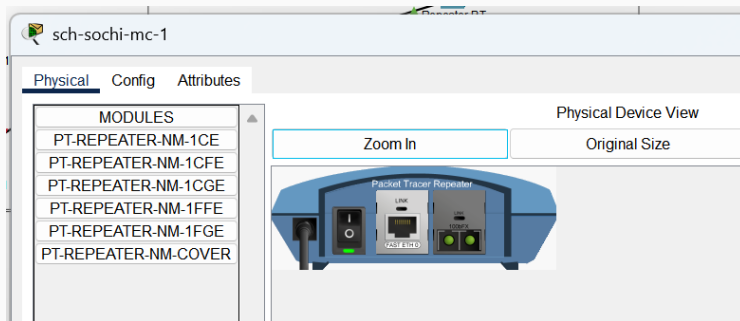 Repeater-PT
sch-sochi-mc-1
Physical Config Attributes
MODULES
PT-REPEATER-NM-1CE
PT-REPEATER-NM-1CFE
PT-REPEATER-NM-1CGE
PT-REPEATER-NM-1FFE
PT-REPEATER-NM-1FGE
PT-REPEATER-NM-COVER
Physical Device View
Zoom In Original Size
Packet Tracer Repeater
LINK
FAST ETH 0
LINK
100bFX